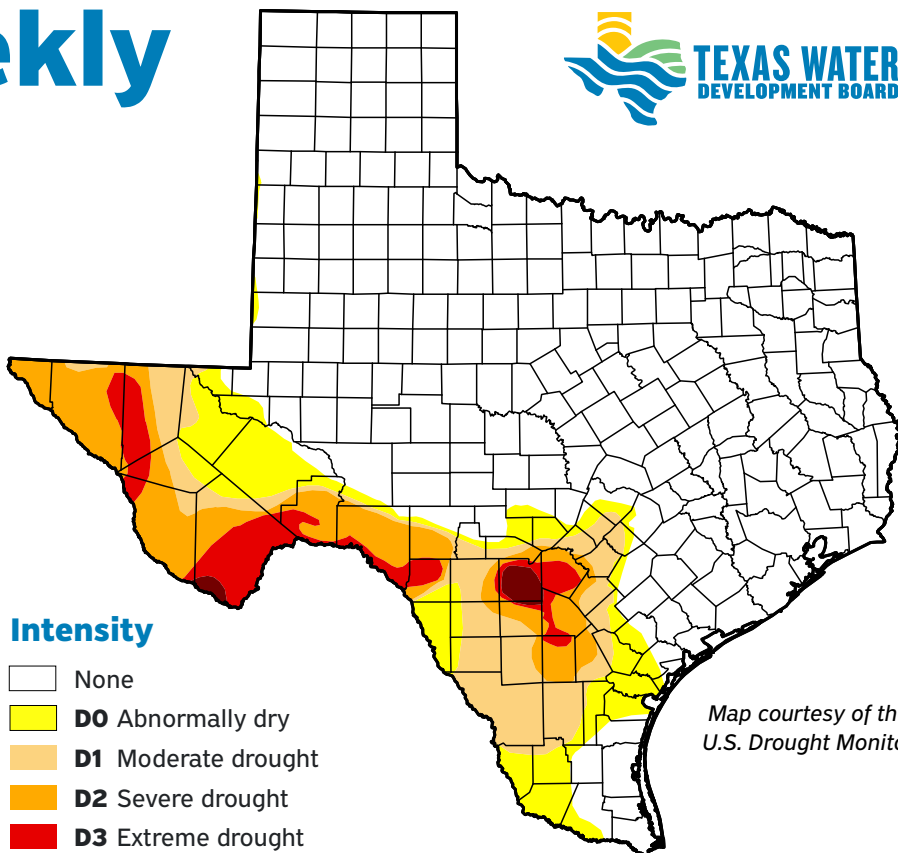 ekly
TEXAS WATER
DEVELOPMENT BOARD
Intensity
None
D0 Abnormally dry
D1 Moderate drought
D2 Severe drought
D3 Extreme drought
Map courtesy of th
U.S. Drought Monito